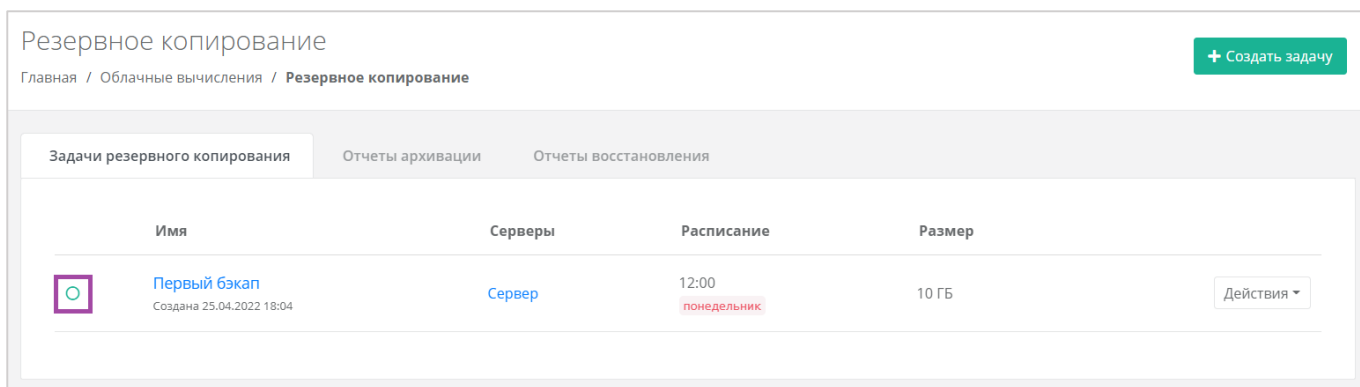 Резервное копирование
+ Создать задачу
Главная / Облачные вычисления / Резервное копирование
Задачи резервного копирования Отчеты архивации Отчеты восстановления
Имя Серверы Расписание Размер
Первый бэкап Сервер 12:00 10 ГБ Действия
Создана 25.04.2022 18:04 понедельник